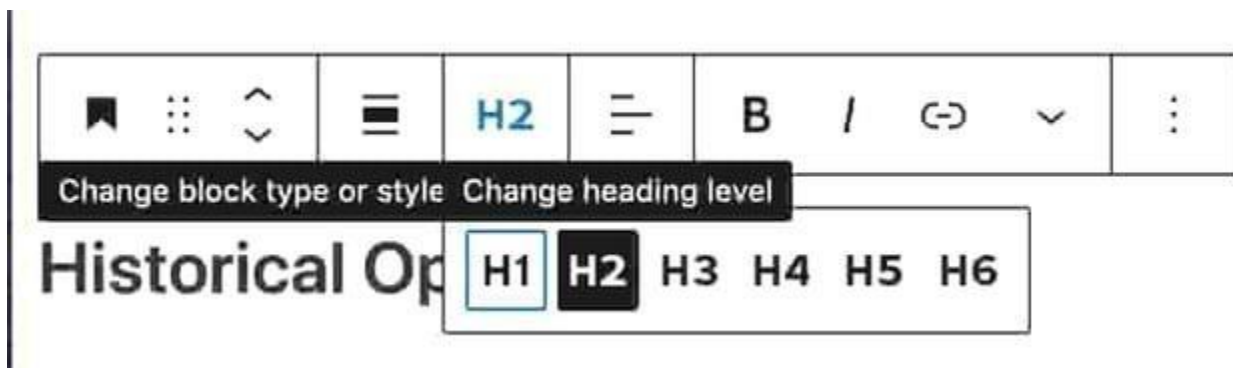 H2 B I
Change block type or style Change heading level
Historical Op H1 H2 H3 H4 H5 H6